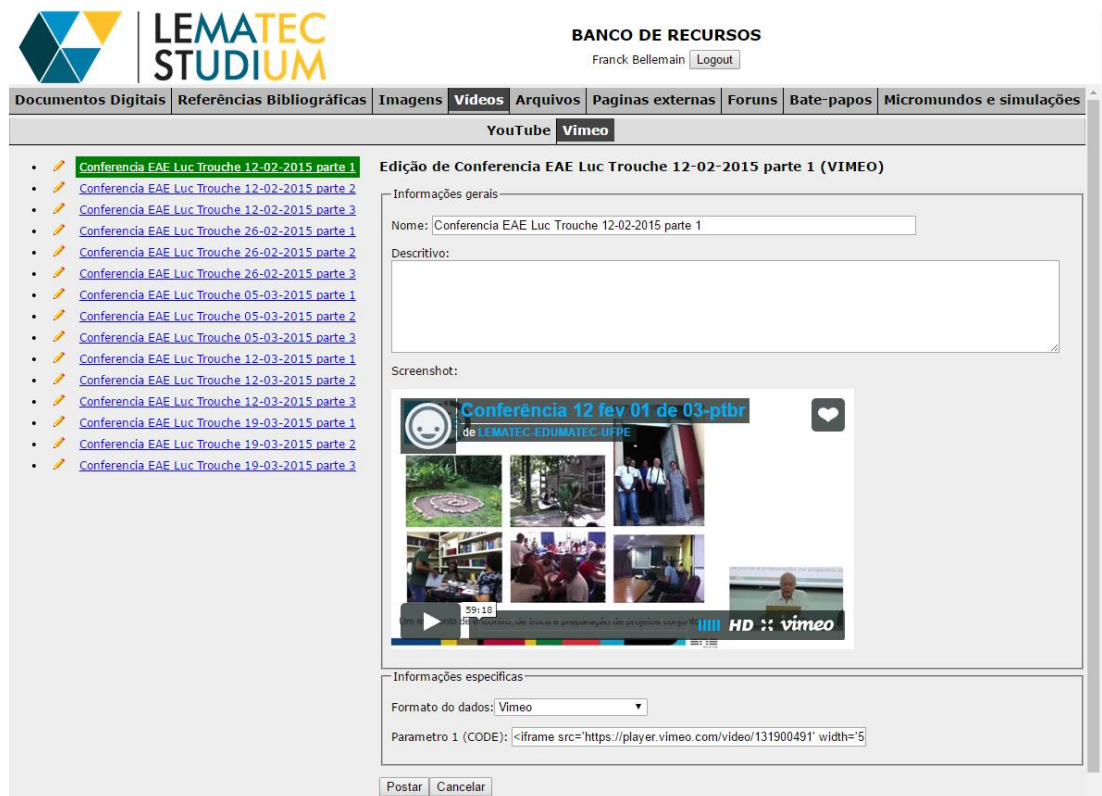 LEMATEC
STUDIUM
BANCO DE RECURSOS
Franck Bellemain Logout
Documentos Digitais Referências Bibliográficas Imagens Vídeos Arquivos Paginas externas Foruns Bate-papos Micromundos e simulações
YouTube Vimeo
Conferencia EAE Luc Trouche 12-02-2015 parte 1
Conferencia EAE Luc Trouche 12-02-2015 parte 2
Conferencia EAE Luc Trouche 12-02-2015 parte 3
Conferencia EAE Luc Trouche 26-02-2015 parte 1
Conferencia EAE Luc Trouche 26-02-2015 parte 2
Conferencia EAE Luc Trouche 26-02-2015 parte 3
Conferencia EAE Luc Trouche 05-03-2015 parte 1
Conferencia EAE Luc Trouche 05-03-2015 parte 2
Conferencia EAE Luc Trouche 05-03-2015 parte 3
Conferencia EAE Luc Trouche 12-03-2015 parte 1
Conferencia EAE Luc Trouche 12-03-2015 parte 2
Conferencia EAE Luc Trouche 12-03-2015 parte 3
Conferencia EAE Luc Trouche 19-03-2015 parte 1
Conferencia EAE Luc Trouche 19-03-2015 parte 2
Conferencia EAE Luc Trouche 19-03-2015 parte 3
Edição de Conferencia EAE Luc Trouche 12-02-2015 parte 1 (VIMEO)
Informações gerais
Nome: Conferencia EAE Luc Trouche 12-02-2015 parte 1
Descritivo:
Screenshot:
Conferência 12 fev 01 de 03-ptbr
de LEMATEC-EDUMATEC-UFPE
59:18
de encontro, de troca e preparação de projetos conjunto
HD vimeo
Informações especificas
Formato do dados: Vimeo
Parametro 1 (CODE): <iframe src='https://player.vimeo.com/video/131900491' width='5
Postar Cancelar